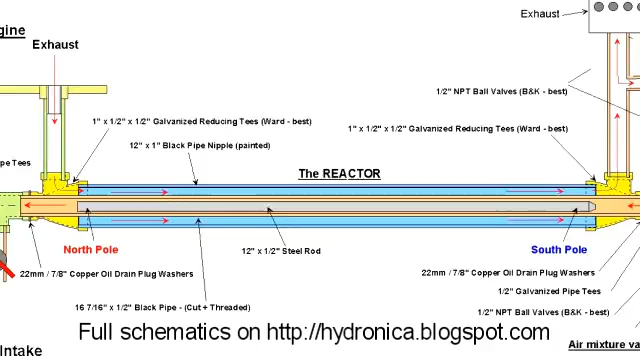 Exhaust
gine
Exhaust
1/2" NPT Ball Valves (B&K - best)
1" x 1/2" x 1/2" Galvanized Reducing Tees (Ward - best)
1" x 1/2" x 1/2" Galvanized Reducing Tees (Ward - best)
12" x 1" Black Pipe Nipple (painted)
pe Tees
The REACTOR
North Pole
12" x 1/2" Steel Rod
South Pole
22mm / 7/8" Copper Oil Drain Plug Washers
22mm / 7/8" Copper Oil Drain Plug Washers
1/2" Galvanized Pipe Tees
16 7/16" x 1/2" Black Pipe - (Cut + Threaded)
1/2" NPT Ball Valves (B&K - best)
Full schematics on http://hydronica.blogspot.com
Intake
Air mixture va